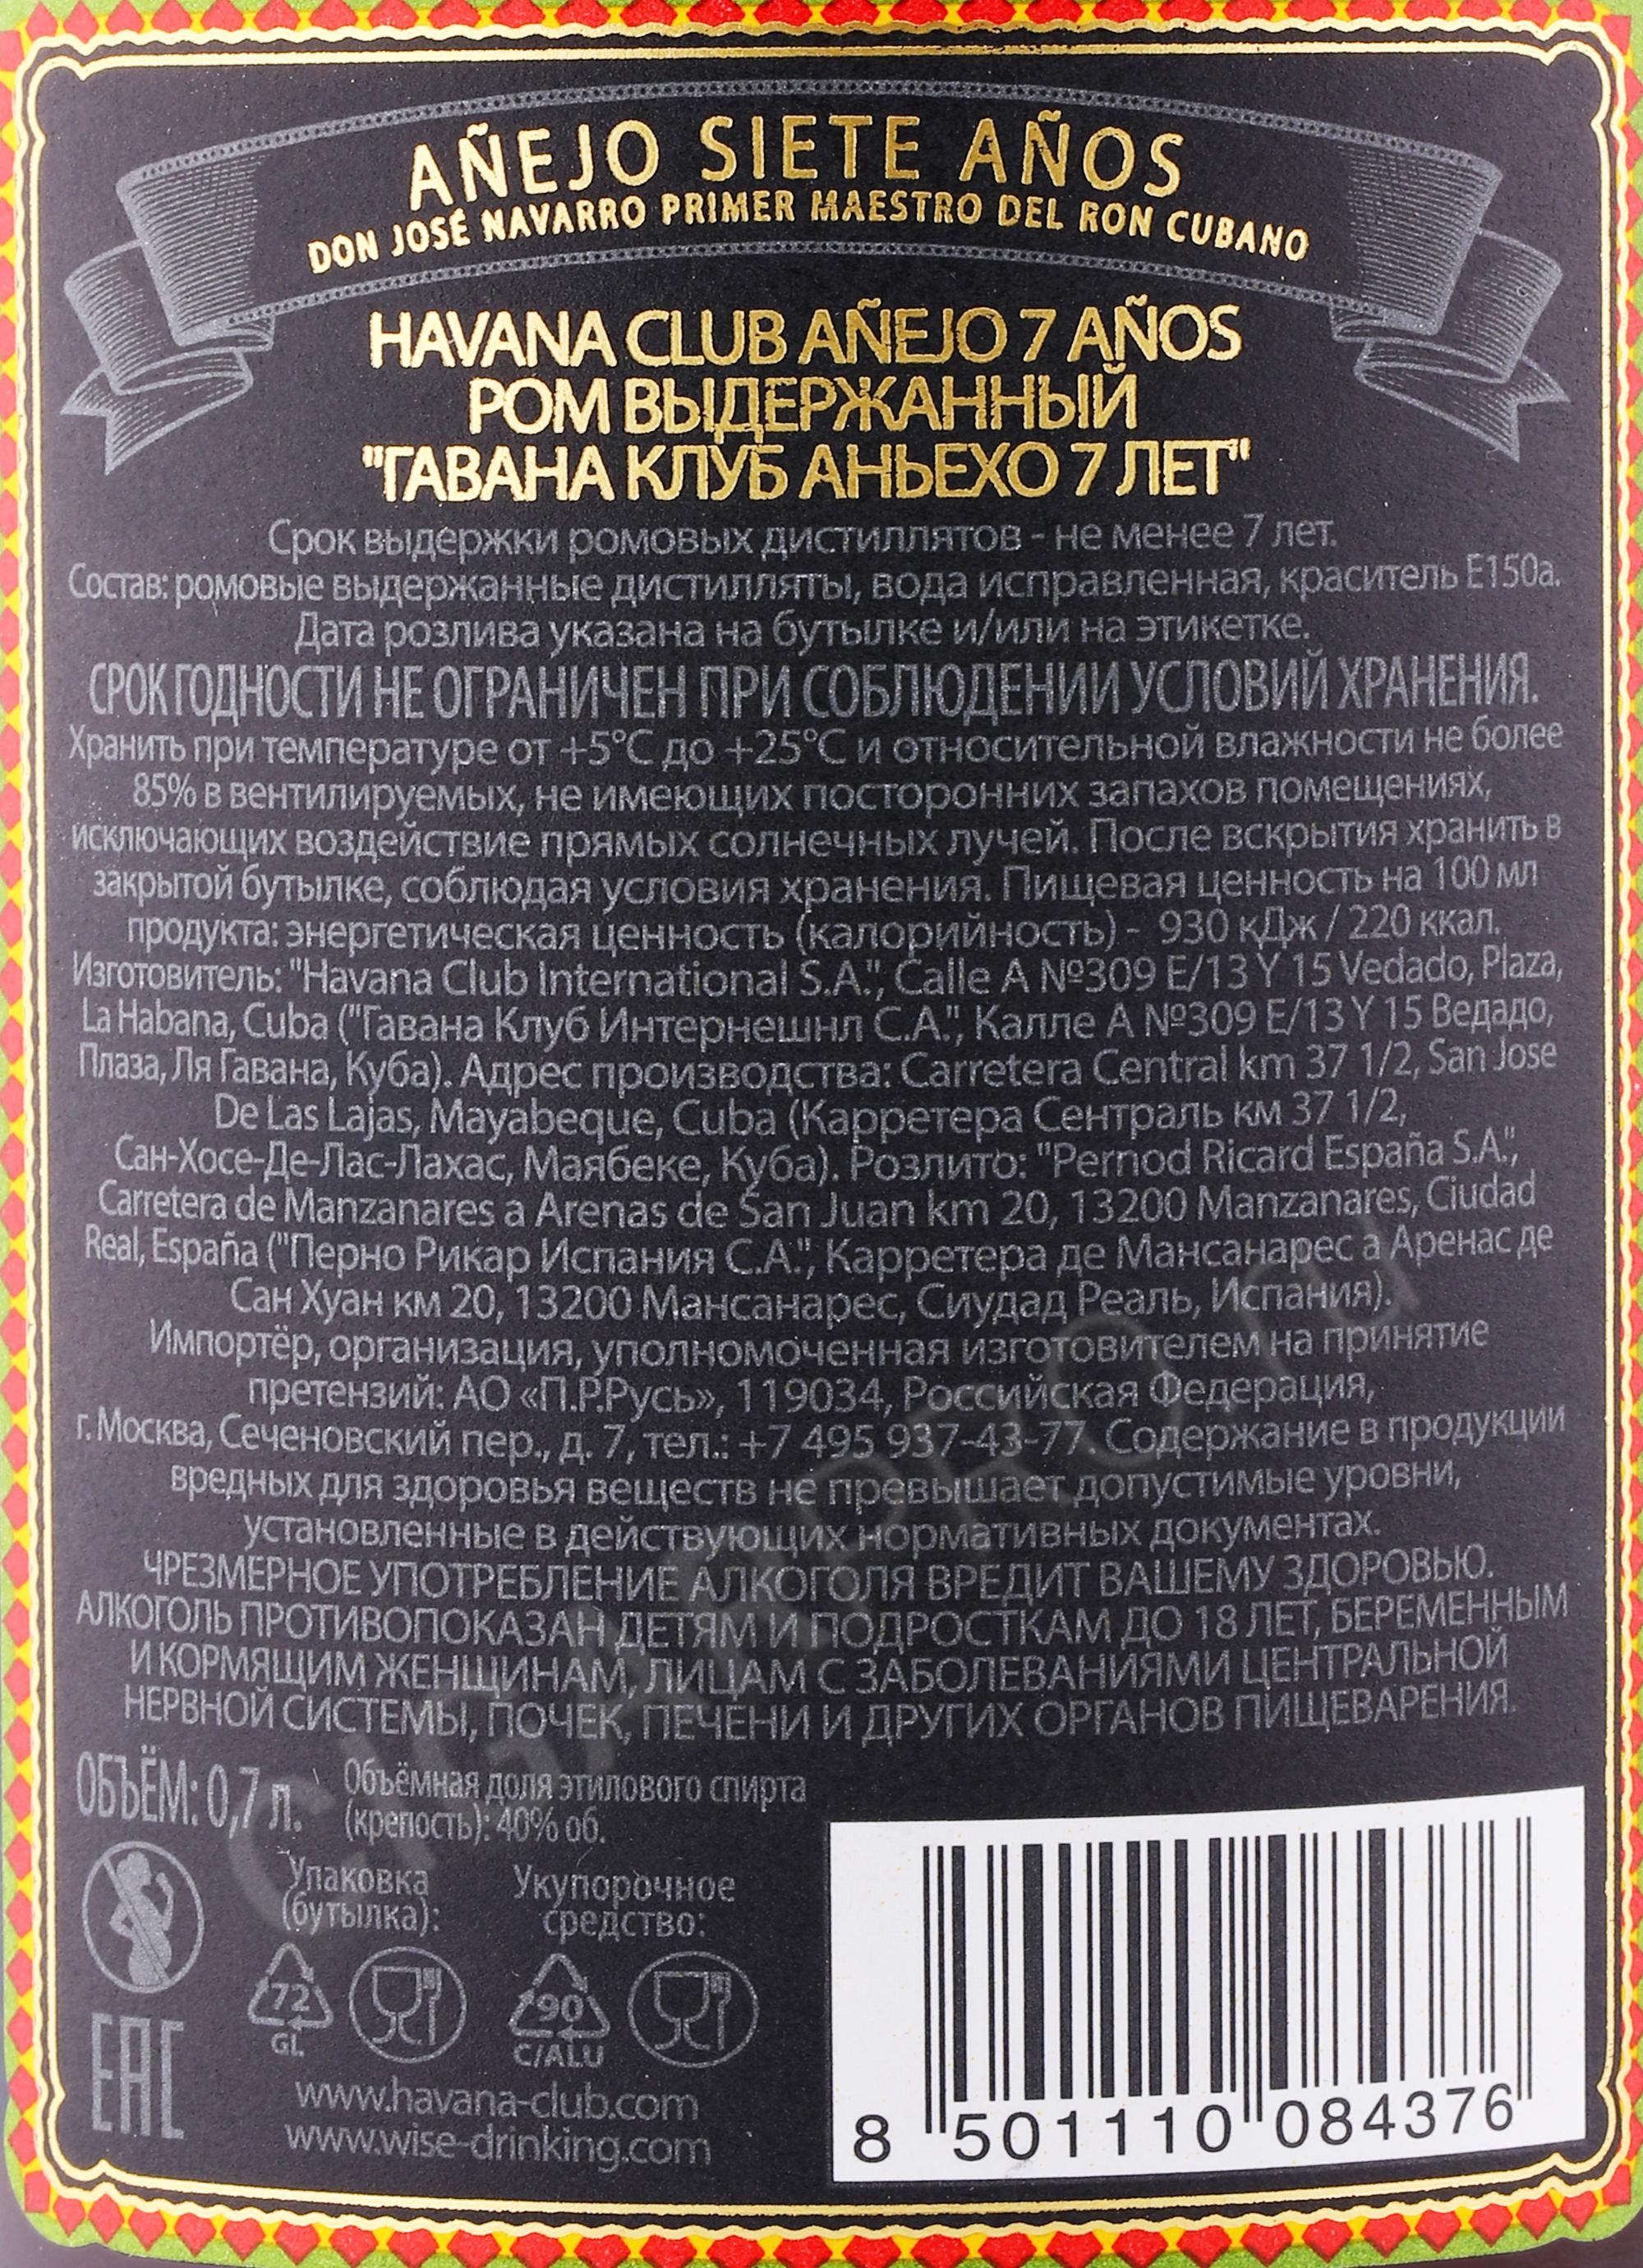 AÑEJO SIETE AÑOS
DON JOSÉ NAVARRO PRIMER MAESTRO DEL RON CUBANO
HAVANA CLUB AÑEJO 7 AÑOS
РОМ ВЫДЕРЖАННЫЙ
"ГАВАНА КЛУБ АНЬЕХО 7 ЛЕТ"
Срок выдержки ромовых дистиллятов - не менее 7 лет.
Состав: ромовые выдержанные дистилляты, вода исправленная, краситель Е150а.
Дата розлива указана на бутылке и/или на этикетке.
СРОК ГОДНОСТИ НЕ ОГРАНИЧЕН ПРИ СОБЛЮДЕНИИ УСЛОВИЙ ХРАНЕНИЯ.
Хранить при температуре от +5°C до +25°C и относительной влажности не более
85% в вентилируемых, не имеющих посторонних запахов помещениях,
исключающих воздействие прямых солнечных лучей. После вскрытия хранить в
закрытой бутылке, соблюдая условия хранения. Пищевая ценность на 100 мл
продукта: энергетическая ценность (калорийность) - 930 кДж / 220 ккал.
Изготовитель: "Havana Club International S.A.", Calle A №309 E/13 Y 15 Vedado, Plaza,
La Habana, Cuba ("Гавана Клуб Интернешнл С.А.", Калле А №309 Е/13 Y 15 Ведадо,
Плаза, Ля Гавана, Куба). Адрес производства: Carretera Central km 37 1/2, San Jose
De Las Lajas, Mayabeque, Cuba (Карретера Сентраль км 37 1/2,
Сан-Хосе-Де-Лас-Лахас, Маябеке, Куба). Розлито: "Pernod Ricard España S.A.",
Carretera de Manzanares a Arenas de San Juan km 20, 13200 Manzanares, Ciudad
Real, España ("Перно Рикар Испания С.А.", Карретера де Мансанарес а Аренас де
Сан Хуан км 20, 13200 Мансанарес, Сиудад Реаль, Испания).
Импортёр, организация, уполномоченная изготовителем на принятие
претензий: АО «П.Р.Русь», 119034, Российская Федерация,
г. Москва, Сеченовский пер., д. 7, тел.: +7 495 937-43-77. Содержание в продукции
вредных для здоровья веществ не превышает допустимые уровни,
установленные в действующих нормативных документах.
ЧРЕЗМЕРНОЕ УПОТРЕБЛЕНИЕ АЛКОГОЛЯ ВРЕДИТ ВАШЕМУ ЗДОРОВЬЮ.
АЛКОГОЛЬ ПРОТИВОПОКАЗАН ДЕТЯМ И ПОДРОСТКАМ ДО 18 ЛЕТ, БЕРЕМЕННЫМ
И КОРМЯЩИМ ЖЕНЩИНАМ, ЛИЦАМ С ЗАБОЛЕВАНИЯМИ ЦЕНТРАЛЬНОЙ
НЕРВНОЙ СИСТЕМЫ, ПОЧЕК, ПЕЧЕНИ И ДРУГИХ ОРГАНОВ ПИЩЕВАРЕНИЯ.
ОБЪЁМ: 0,7 л.
Объёмная доля этилового спирта
(крепость): 40% об.
Упаковка
(бутылка):
Укупорочное
средство:
72
GL
90
C/ALU
EAC
www.havana-club.com
www.wise-drinking.com
8 501110 084376
CIGARPRO.ru